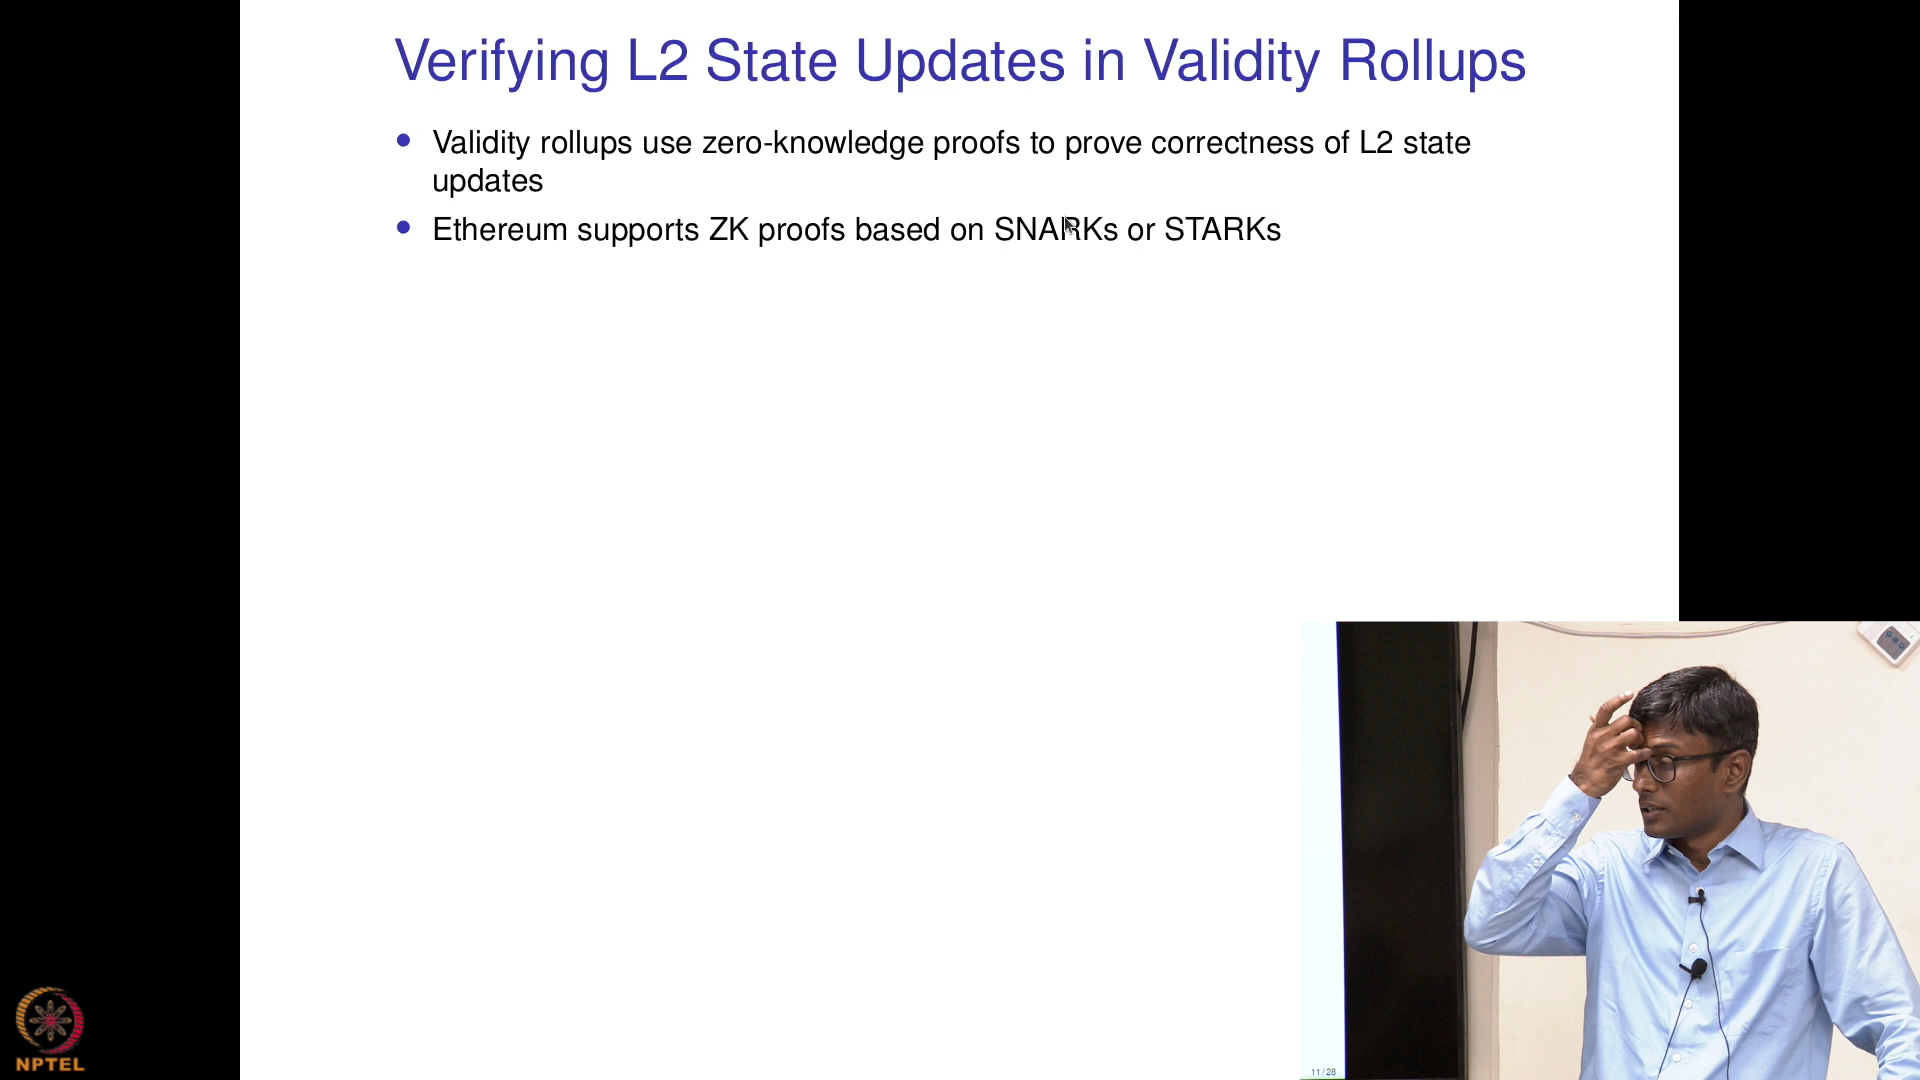 Verifying L2 State Updates in Validity Rollups
• Validity rollups use zero-knowledge proofs to prove correctness of L2 state
updates
• Ethereum supports ZK proofs based on SNARKs or STARKs
11/28
NPTEL